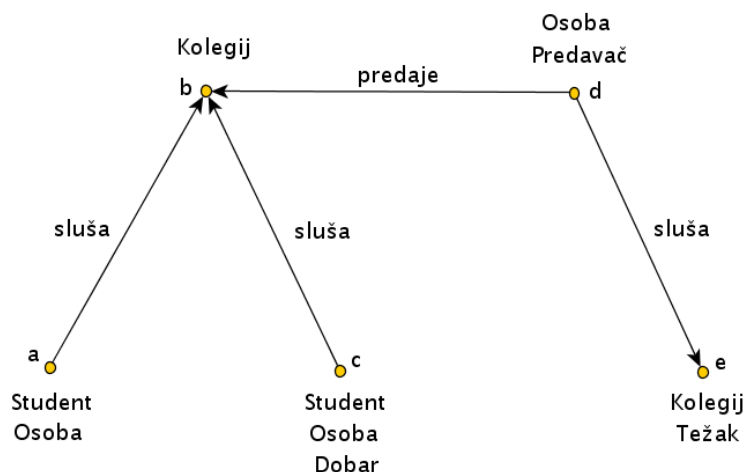 Osoba
Predavač
Kolegij
predaje
b
d
sluša
sluša
sluša
a
c
e
Student
Osoba
Student
Osoba
Dobar
Kolegij
Težak